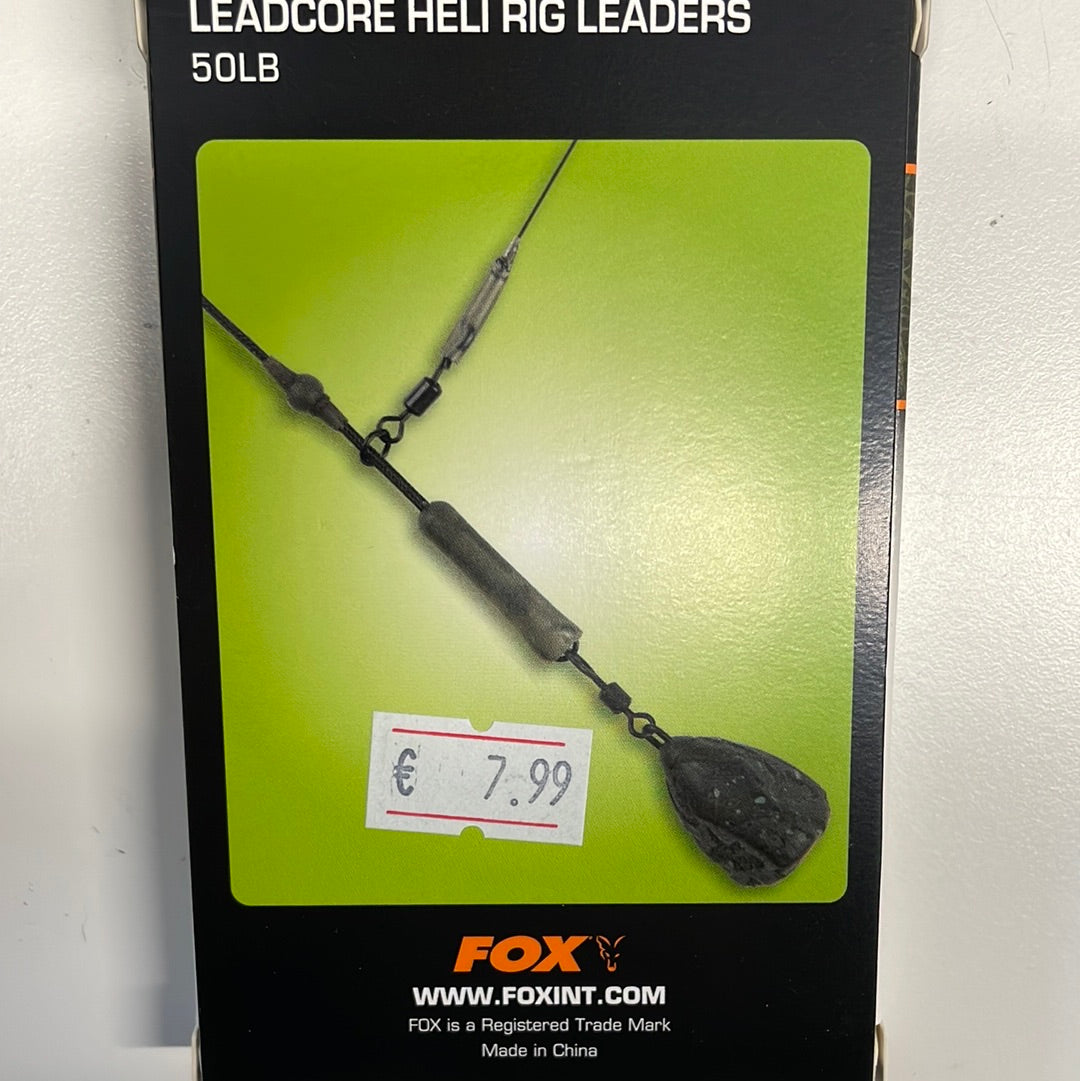 LEADCORE HELI RIG LEADERS
50LB
€ 7.99
FOX
WWW.FOXINT.COM
FOX is a Registered Trade Mark
Made in China